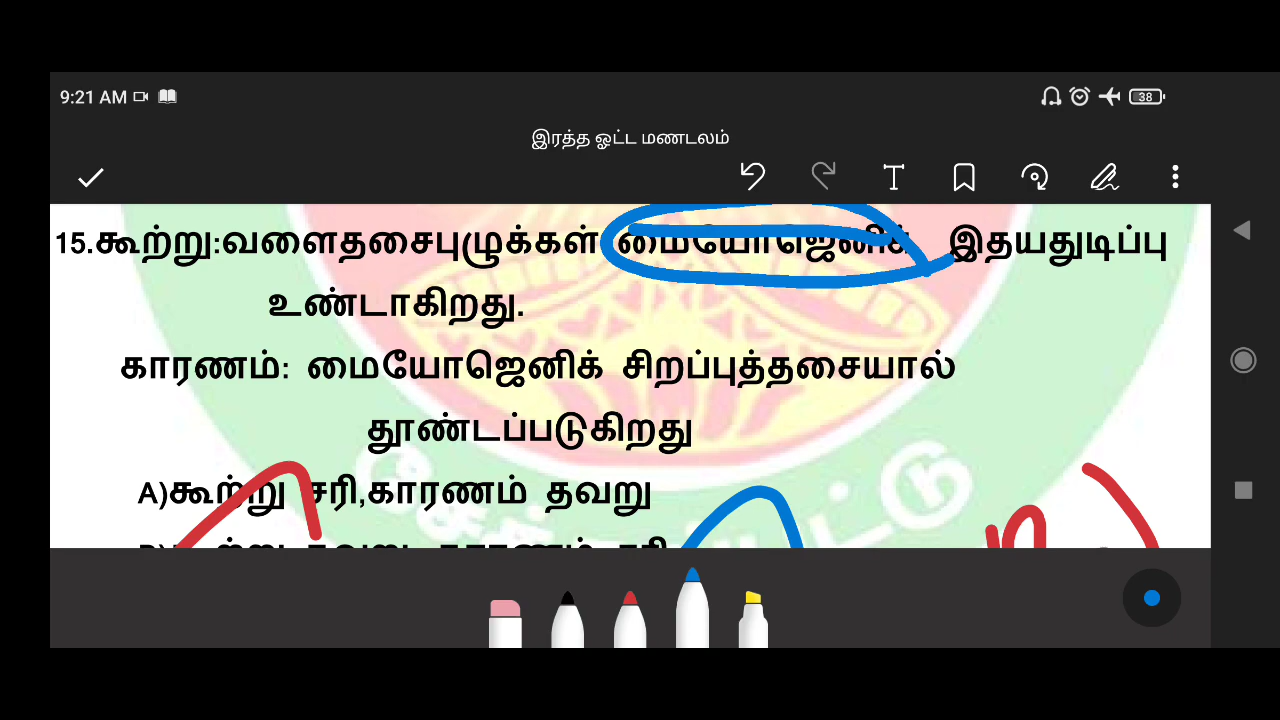 9:21 AM
38
இரத்த ஓட்ட மணடலம்
15.கூற்று:வளைதசைபுழுக்கள் மையோஜெனிக் இதயதுடிப்பு
உண்டாகிறது.
காரணம்: மையோஜெனிக் சிறப்புத்தசையால்
தூண்டப்படுகிறது
A)கூற்று சரி,காரணம் தவறு